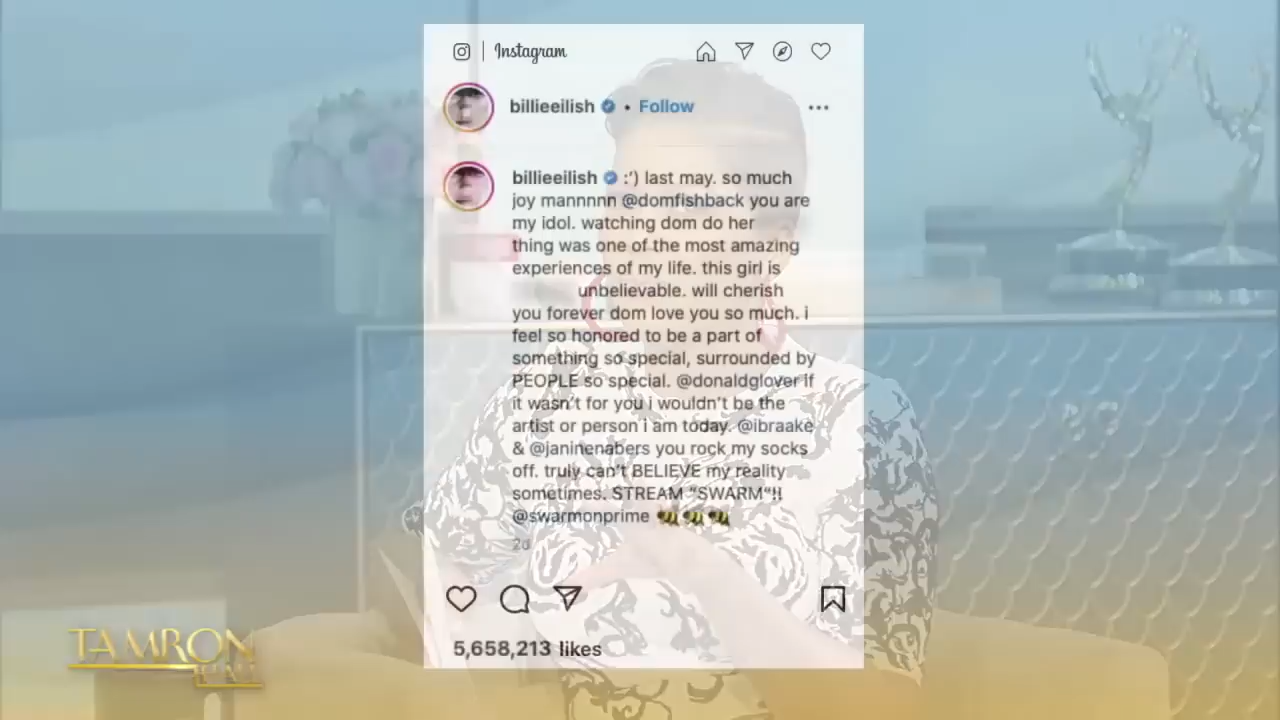 Instagram
billieeilish • Follow
billieeilish :’) last may. so much
joy mannnnn @domfishback you are
my idol. watching dom do her
thing was one of the most amazing
experiences of my life. this girl is
unbelievable. will cherish
you forever dom love you so much. i
feel so honored to be a part of
something so special, surrounded by
PEOPLE so special. @donaldglover if
it wasn’t for you i wouldn’t be the
artist or person i am today. @ibraake
& @janinenabers you rock my socks
off. truly can’t BELIEVE my reality
sometimes. STREAM “SWARM“!!
@swarmonprime 🐝🐝🐝
2d
5,658,213 likes
TAMRON
HALL